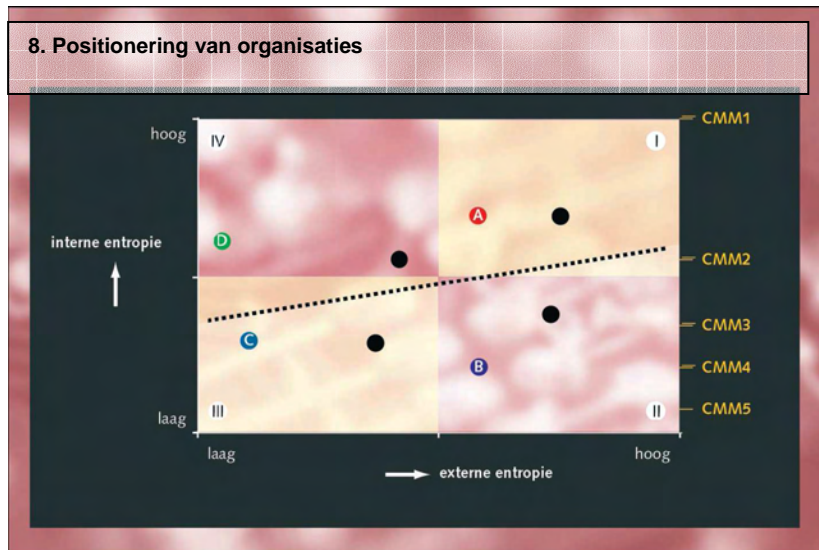 8. Positionering van organisaties
hoog
IV
I
CMM1
A
D
interne entropie
CMM2
CMM3
C
B
CMM4
III
II
CMM5
laag
laag
hoog
externe entropie